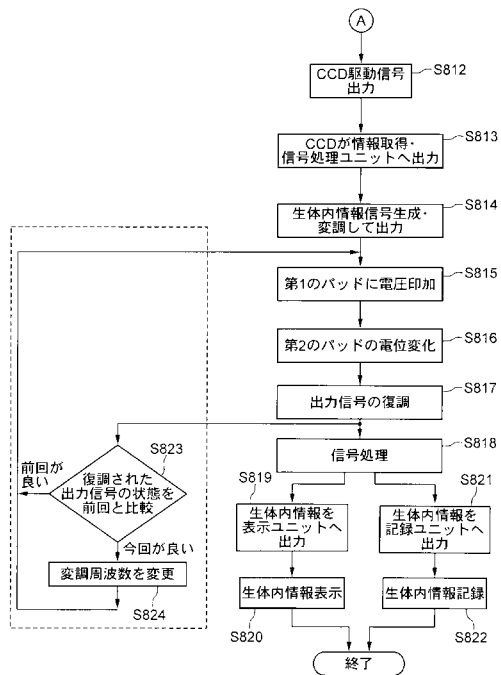 A
CCD駆動信号
出力
S812
CCDが情報取得・
信号処理ユニットへ出力
S813
生体内情報信号生成・
変調して出力
S814
第1のパッドに電圧印加
S815
第2のパッドの電位変化
S816
出力信号の復調
S817
信号処理
S818
S823
前回が
良い
復調された
出力信号の状態を
前回と比較
今回が良い
変調周波数を変更
S824
S819
生体内情報を
表示ユニットへ
出力
S821
生体内情報を
記録ユニットへ
出力
生体内情報表示
S820
生体内情報記録
S822
終了